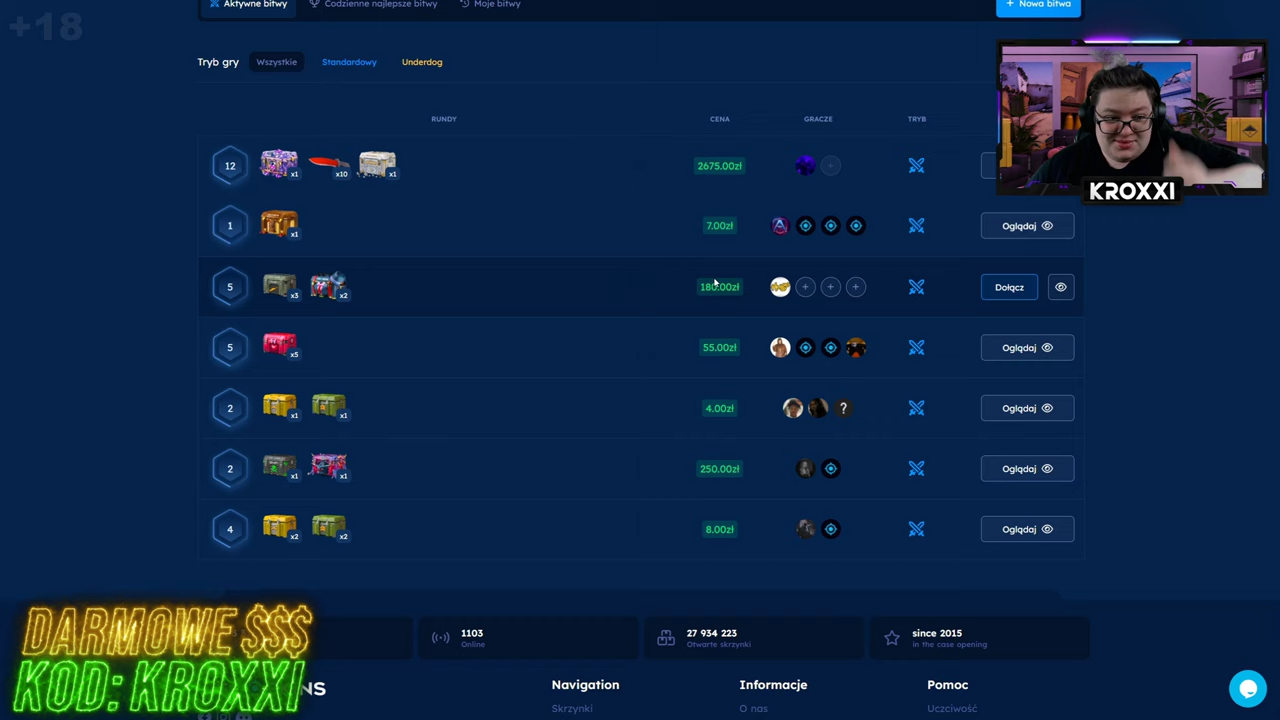 +18
Aktywne bitwy
Codzienne najlepsze bitwy
Moje bitwy
+ Nowa bitwa
Tryb gry
Wszystkie
Standardowy
Underdog
RUNDY
CENA
GRACZE
TRYB
12
x1
x10
x1
2675.00zł
1
x1
7.00zł
Oglądaj
5
x3
x2
180.00zł
Dołącz
5
x5
55.00zł
Oglądaj
2
x1
x1
4.00zł
?
Oglądaj
2
x1
x1
250.00zł
Oglądaj
4
x2
x2
8.00zł
Oglądaj
KROXXI
DARMOWE $$$
KOD: KROXXI
1103
Online
27 934 223
Otwarte skrzynki
since 2015
in the case opening
NS
Navigation
Informacje
Pomoc
Skrzynki
O nas
Uczciwość